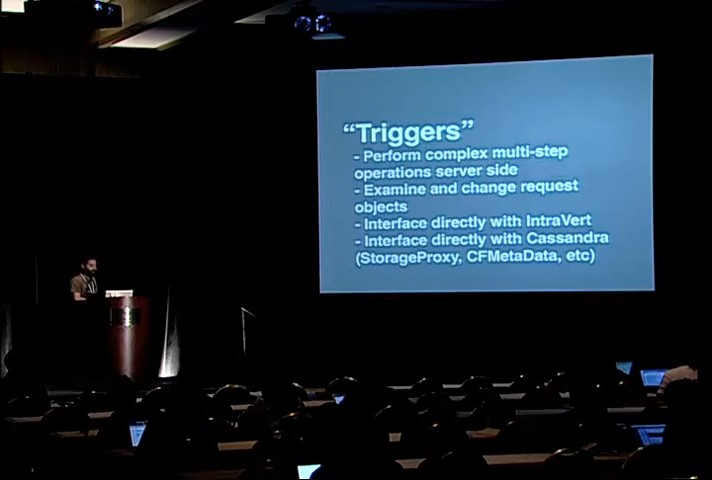 “Triggers”
- Perform complex multi-step
operations server side
- Examine and change request
objects
- Interface directly with IntraVert
- Interface directly with Cassandra
(StorageProxy, CFMetaData, etc)